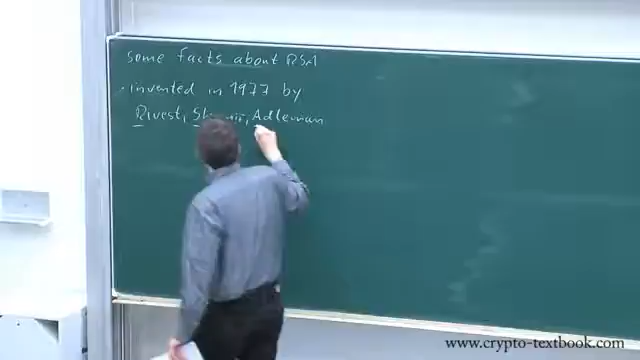 some facts about RSA
· invented in 1977 by
Rivest, Shamir, Adleman
www.crypto-textbook.com